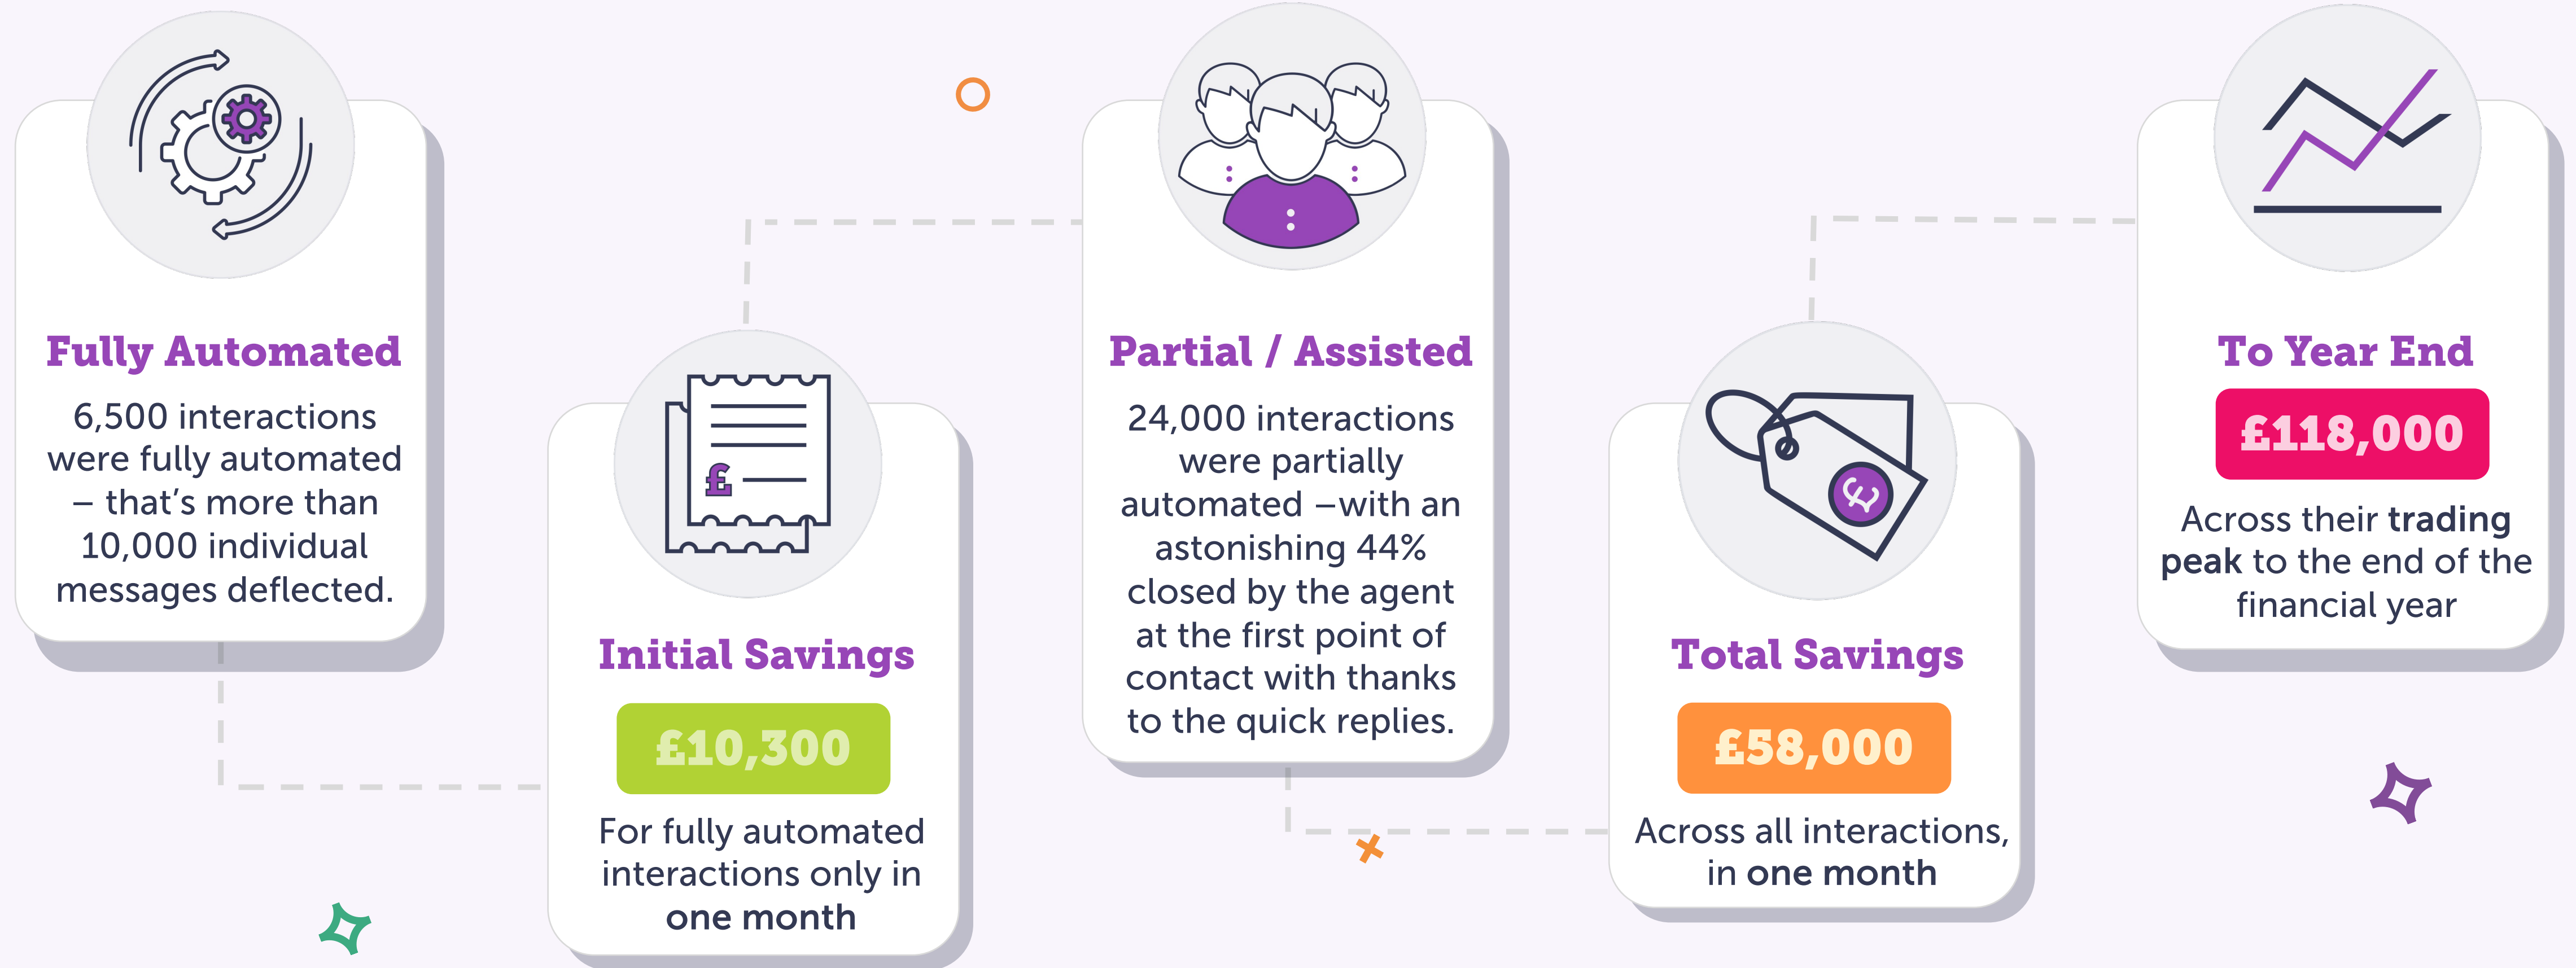 Fully Automated
6,500 interactions
were fully automated
– that’s more than
10,000 individual
messages deflected.
£
Initial Savings
£10,300
For fully automated
interactions only in
one month
Partial / Assisted
24,000 interactions
were partially
automated –with an
astonishing 44%
closed by the agent
at the first point of
contact with thanks
to the quick replies.
£
Total Savings
£58,000
Across all interactions,
in one month
To Year End
£118,000
Across their trading
peak to the end of the
financial year